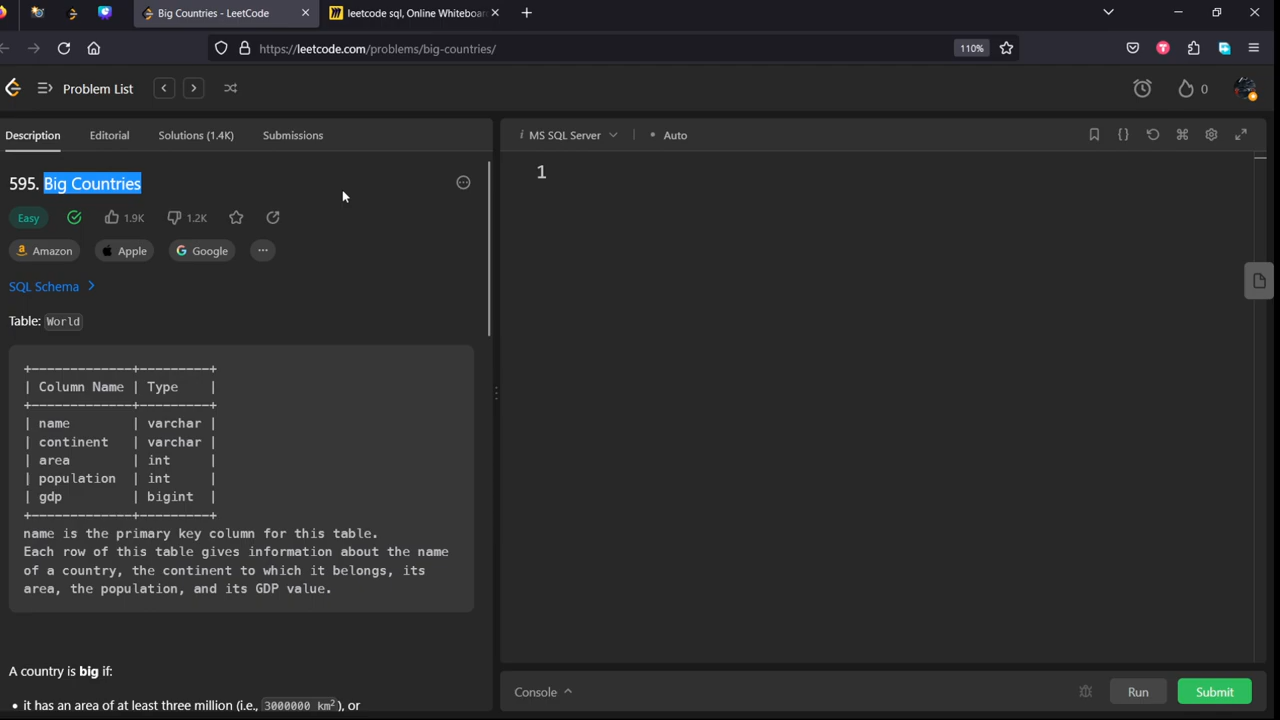 Big Countries - LeetCode
leetcode sql, Online Whiteboard
https://leetcode.com/problems/big-countries/
110%
Problem List
0
Description Editorial Solutions (1.4K) Submissions
MS SQL Server Auto
595. Big Countries
1
Easy 1.9K 1.2K
Amazon Apple Google
SQL Schema
Table: World
+-------------+---------+
| Column Name | Type    |
+-------------+---------+
| name        | varchar |
| continent   | varchar |
| area        | int     |
| population  | int     |
| gdp         | bigint  |
+-------------+---------+
name is the primary key column for this table.
Each row of this table gives information about the name
of a country, the continent to which it belongs, its
area, the population, and its GDP value.
A country is big if:
• it has an area of at least three million (i.e., 3000000 km²), or
Console
Run
Submit